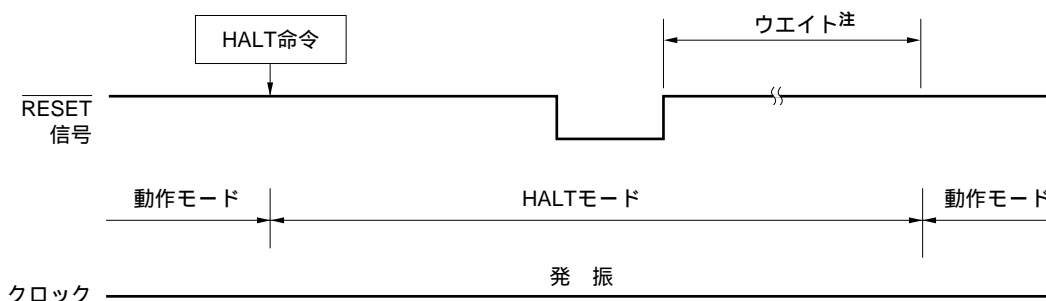 HALT命令
ウエイト注
RESET
信号
動作モード
HALTモード
動作モード
発 振
クロック